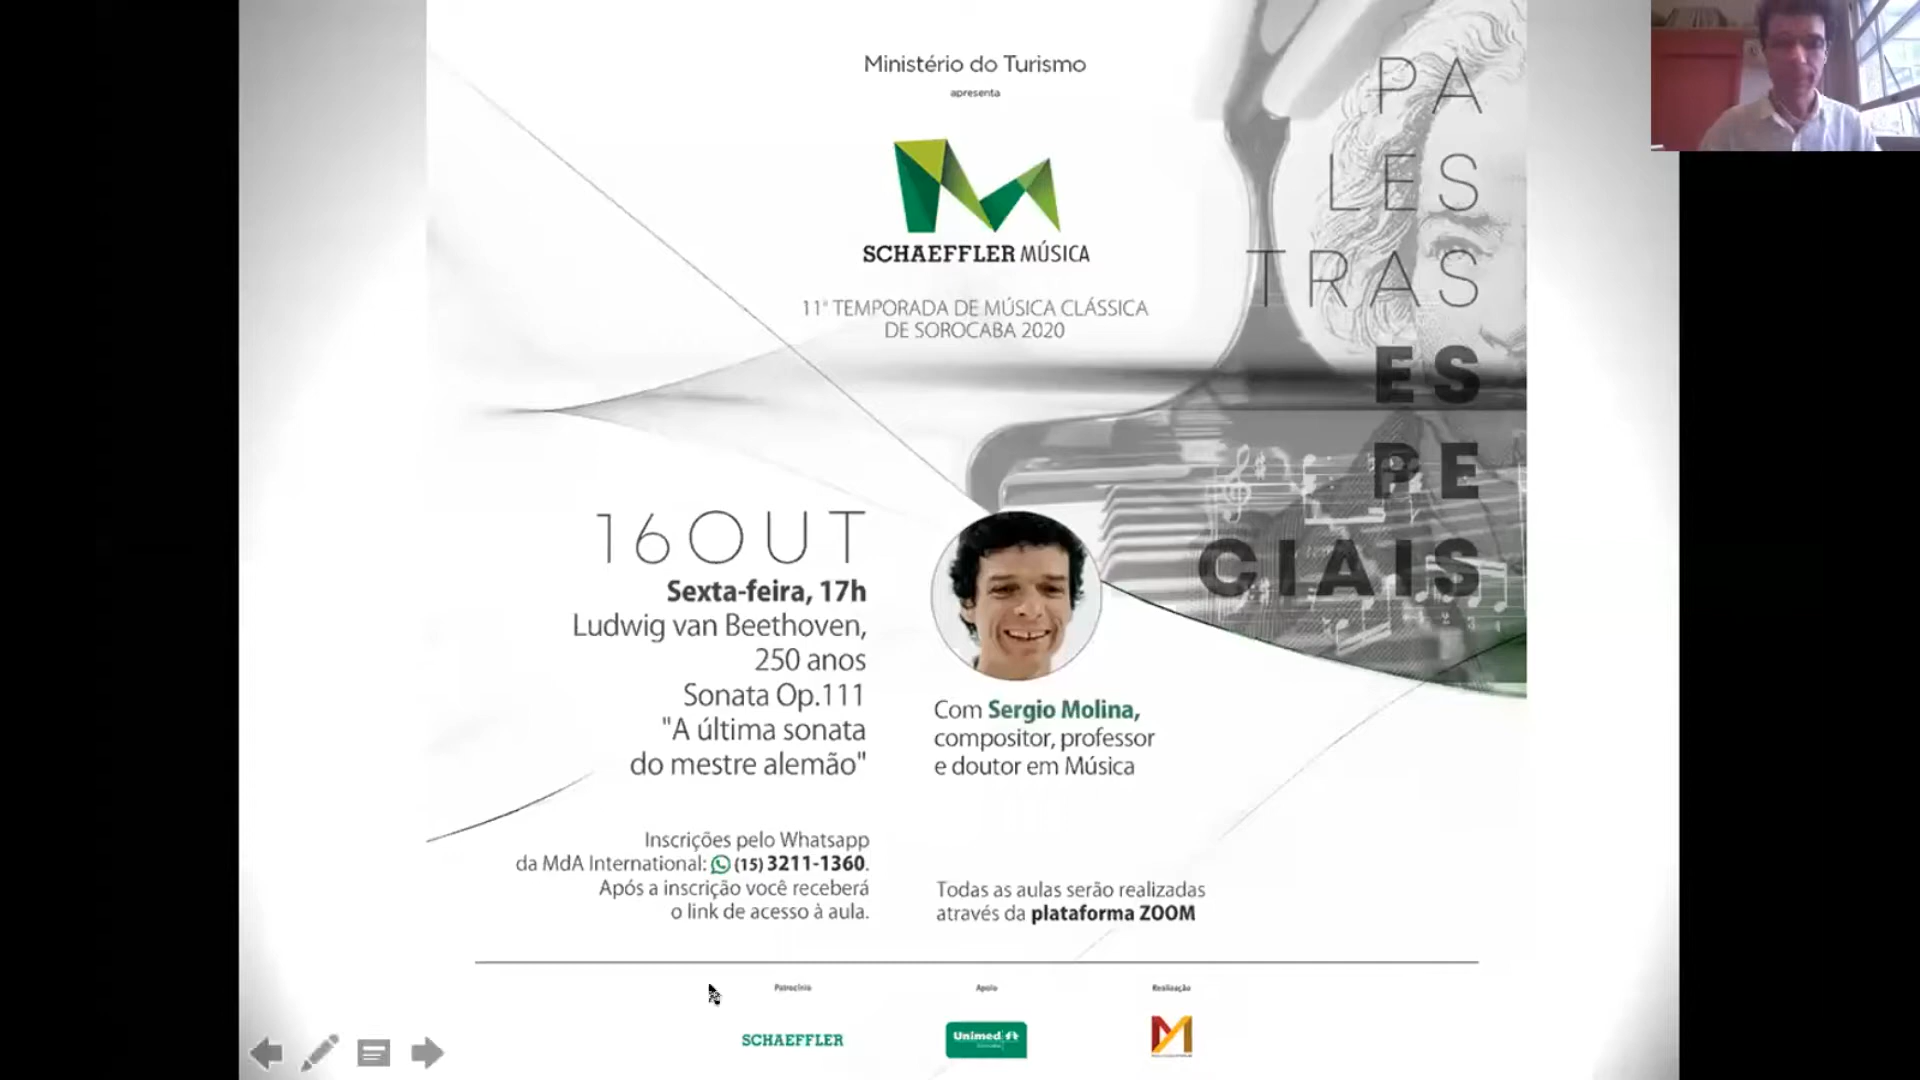 Ministério do Turismo
apresenta
SCHAEFFLER MÚSICA
11ª TEMPORADA DE MÚSICA CLÁSSICA
DE SOROCABA 2020
PA
LES
TRAS
ES
PE
CIAIS
16OUT
Sexta-feira, 17h
Ludwig van Beethoven,
250 anos
Sonata Op.111
"A última sonata
do mestre alemão"
Com Sergio Molina,
compositor, professor
e doutor em Música
Inscrições pelo Whatsapp
da MdA International: (15) 3211-1360.
Após a inscrição você receberá
o link de acesso à aula.
Todas as aulas serão realizadas
através da plataforma ZOOM
Patrocínio
SCHAEFFLER
Apoio
Unimed
Realização